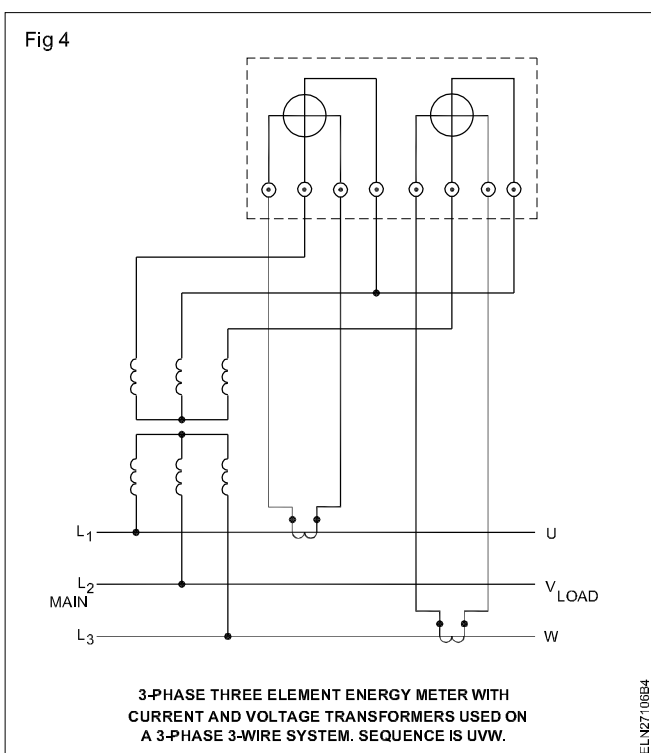 Fig 4
L1
U
L2
V
MAIN
LOAD
L3
W
3-PHASE THREE ELEMENT ENERGY METER WITH
CURRENT AND VOLTAGE TRANSFORMERS USED ON
A 3-PHASE 3-WIRE SYSTEM. SEQUENCE IS UVW.
ELN27106B4